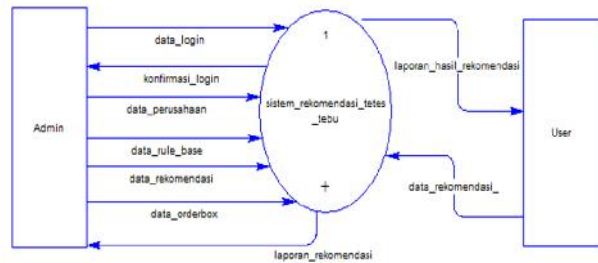 1
data_login
laporan_hasil_rekomendasi
konfirmasi_login
sistem_rekomendasi_tetes
_tebu
data_perusahaan
Admin
User
data_rule_base
data_rekomendasi
data_rekomendasi_
+
data_orderbox
laporan_rekomendasi